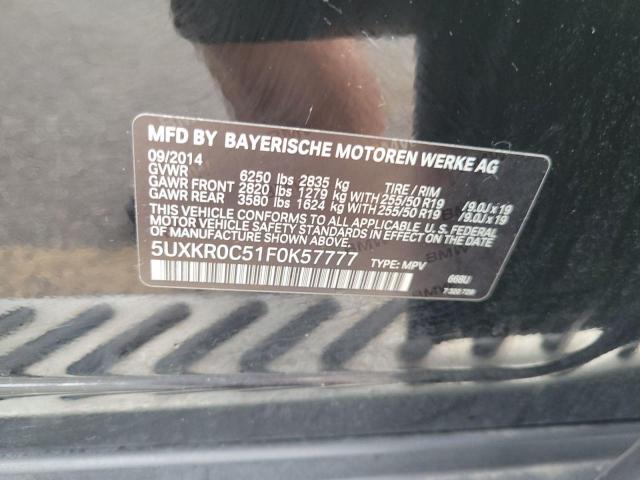 MFD BY BAYERISCHE MOTOREN WERKE AG
09/2014
GVWR 6250 lbs 2835 kg TIRE / RIM
GAWR FRONT 2820 lbs 1279 kg WITH 255/50 R19 /9.0J x 19
GAWR REAR 3580 lbs 1624 kg WITH 255/50 R19 /9.0J x 19
THIS VEHICLE CONFORMS TO ALL APPLICABLE U.S. FEDERAL
MOTOR VEHICLE SAFETY STANDARDS IN EFFECT ON THE
DATE OF MANUFACTURE SHOWN ABOVE.
5UXKR0C51F0K57777 TYPE: MPV
668U